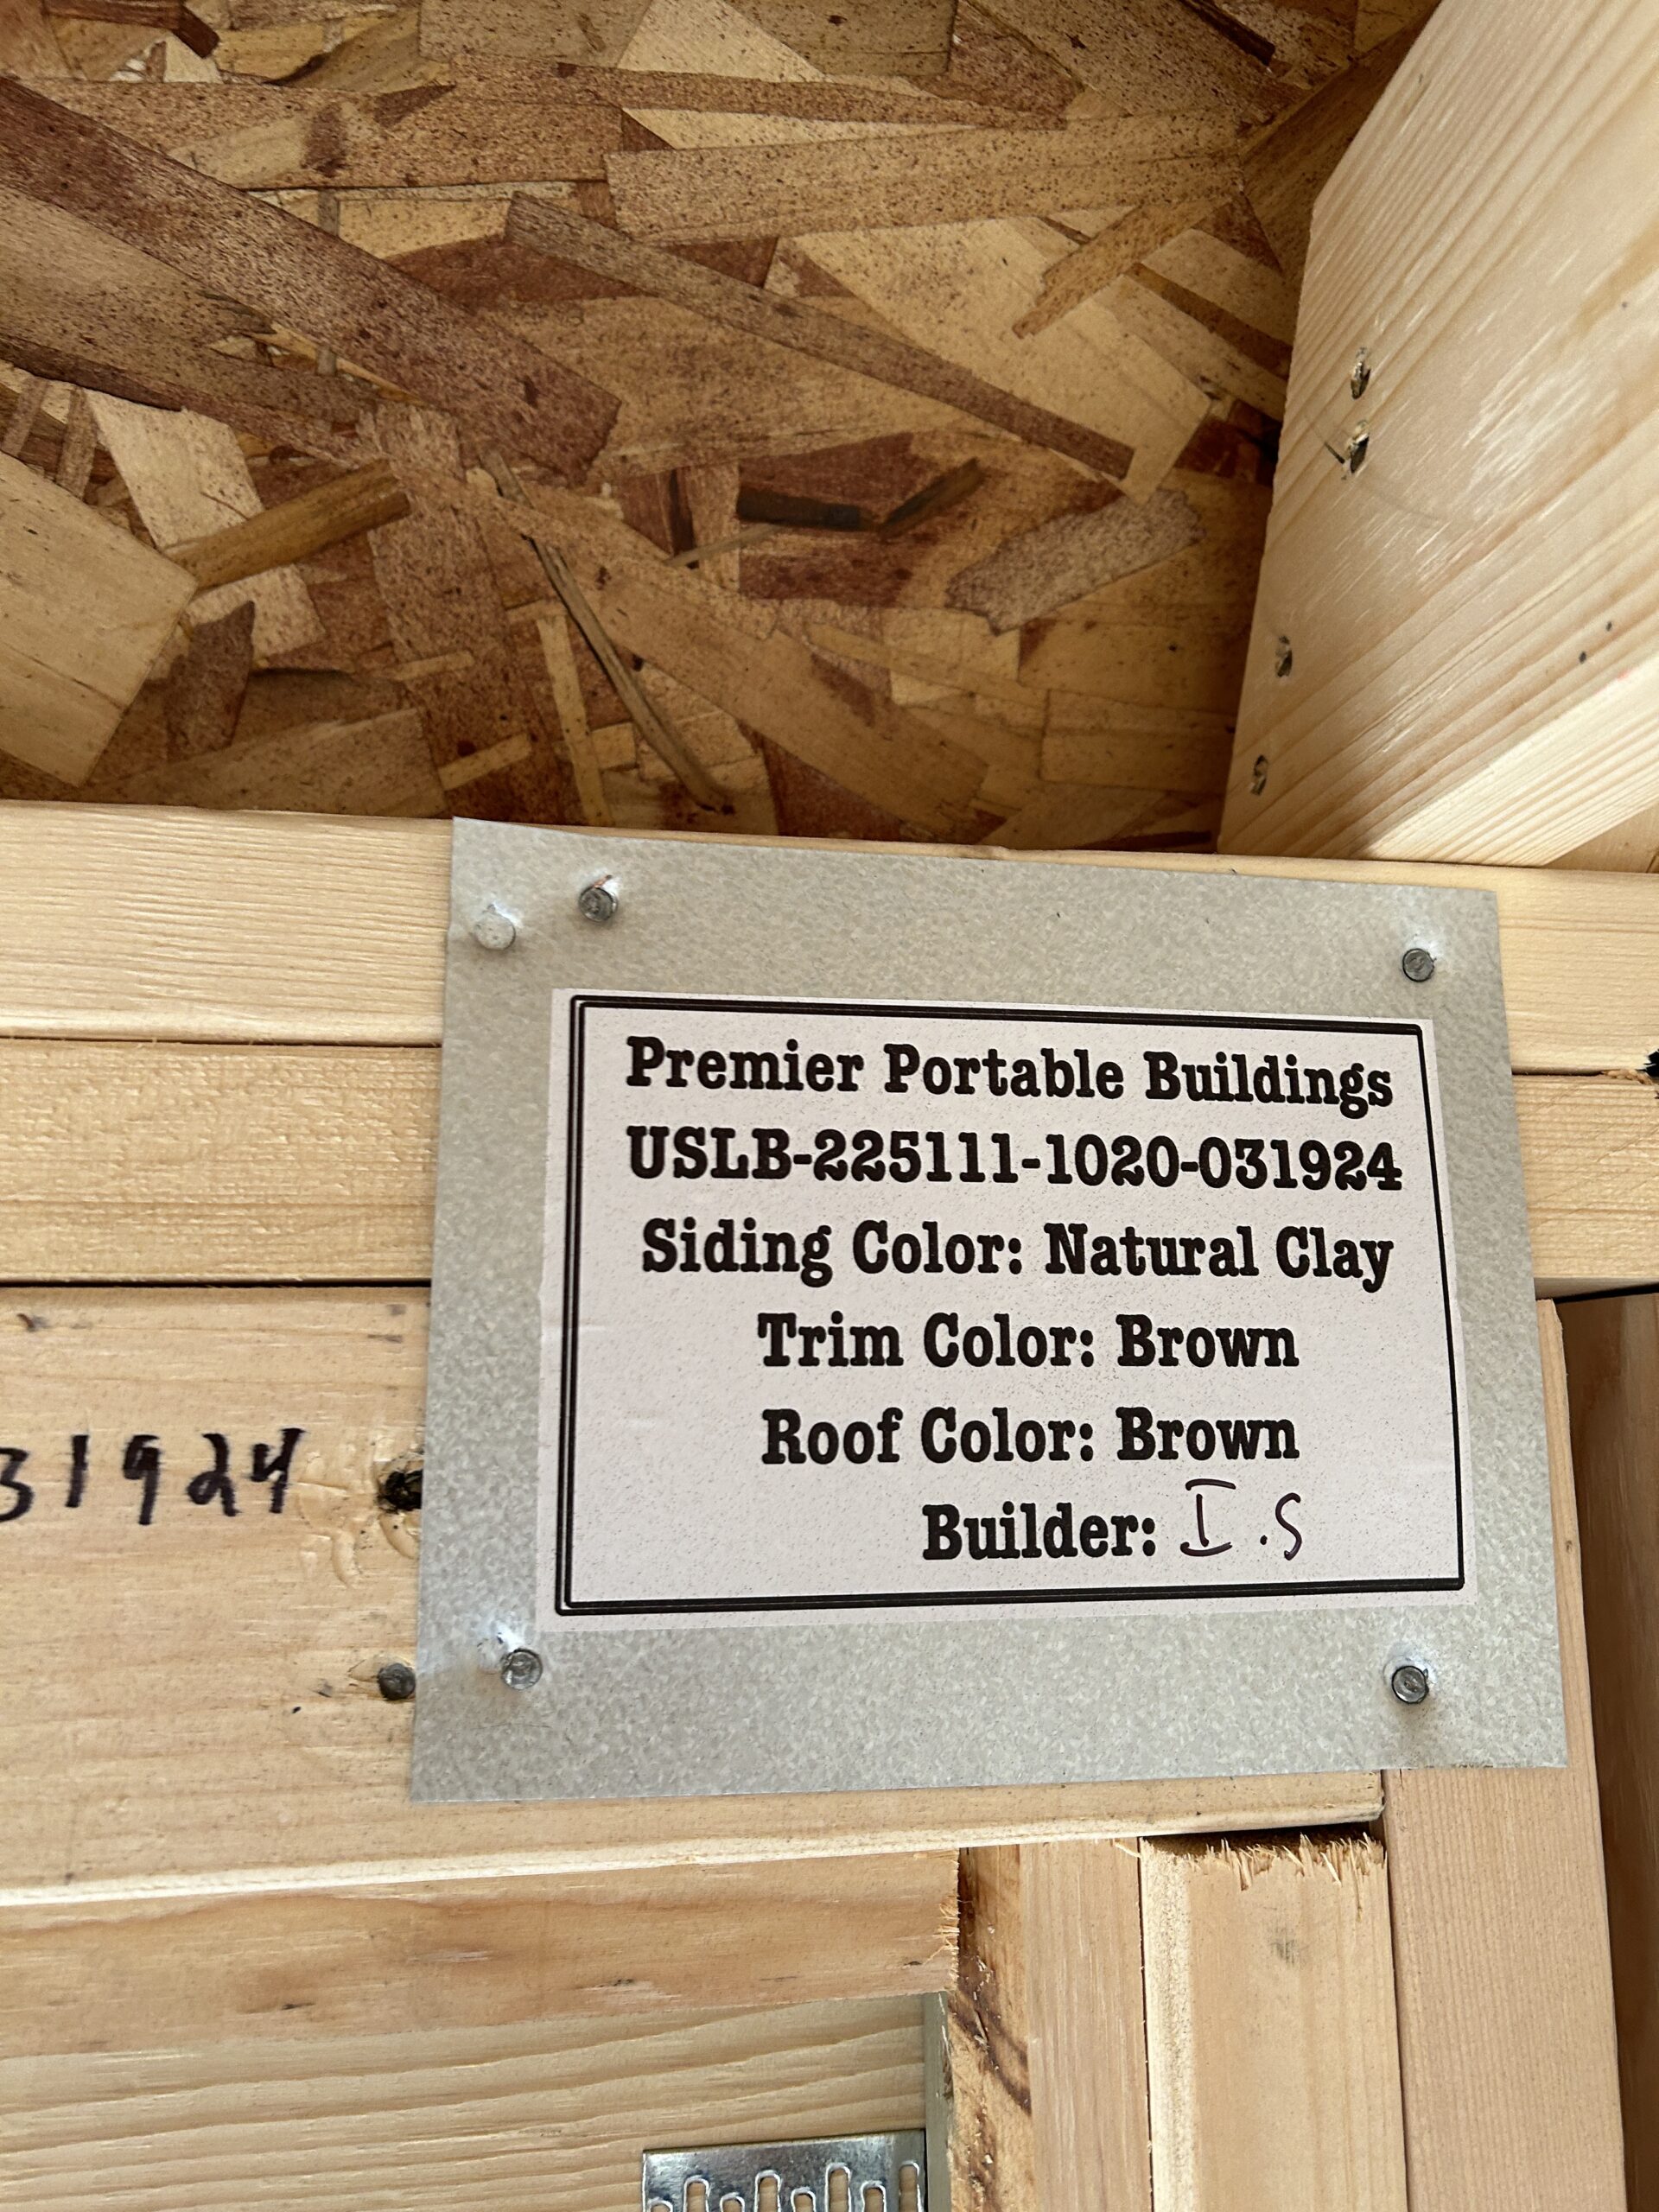 Premier Portable Buildings
USLB-225111-1020-031924
Siding Color: Natural Clay
Trim Color: Brown
Roof Color: Brown
Builder: I.S
31924